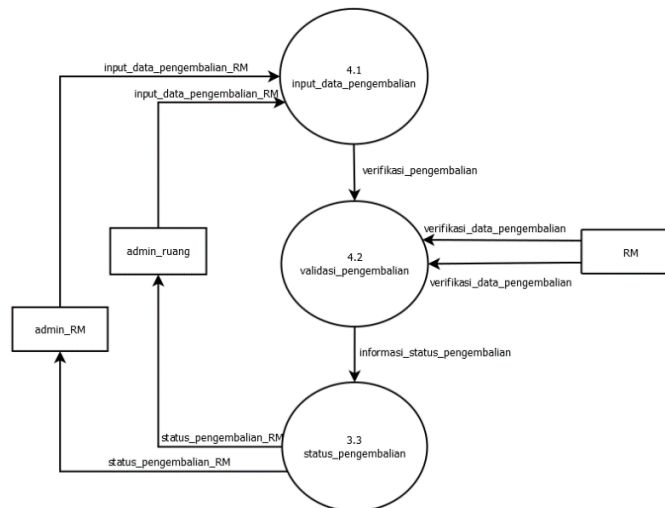 4.1
input_data_pengembalian
input_data_pengembalian_RM
input_data_pengembalian_RM
verifikasi_pengembalian
verifikasi_data_pengembalian
admin_ruang
4.2
validasi_pengembalian
RM
verifikasi_data_pengembalian
admin_RM
informasi_status_pengembalian
3.3
status_pengembalian
status_pengembalian_RM
status_pengembalian_RM